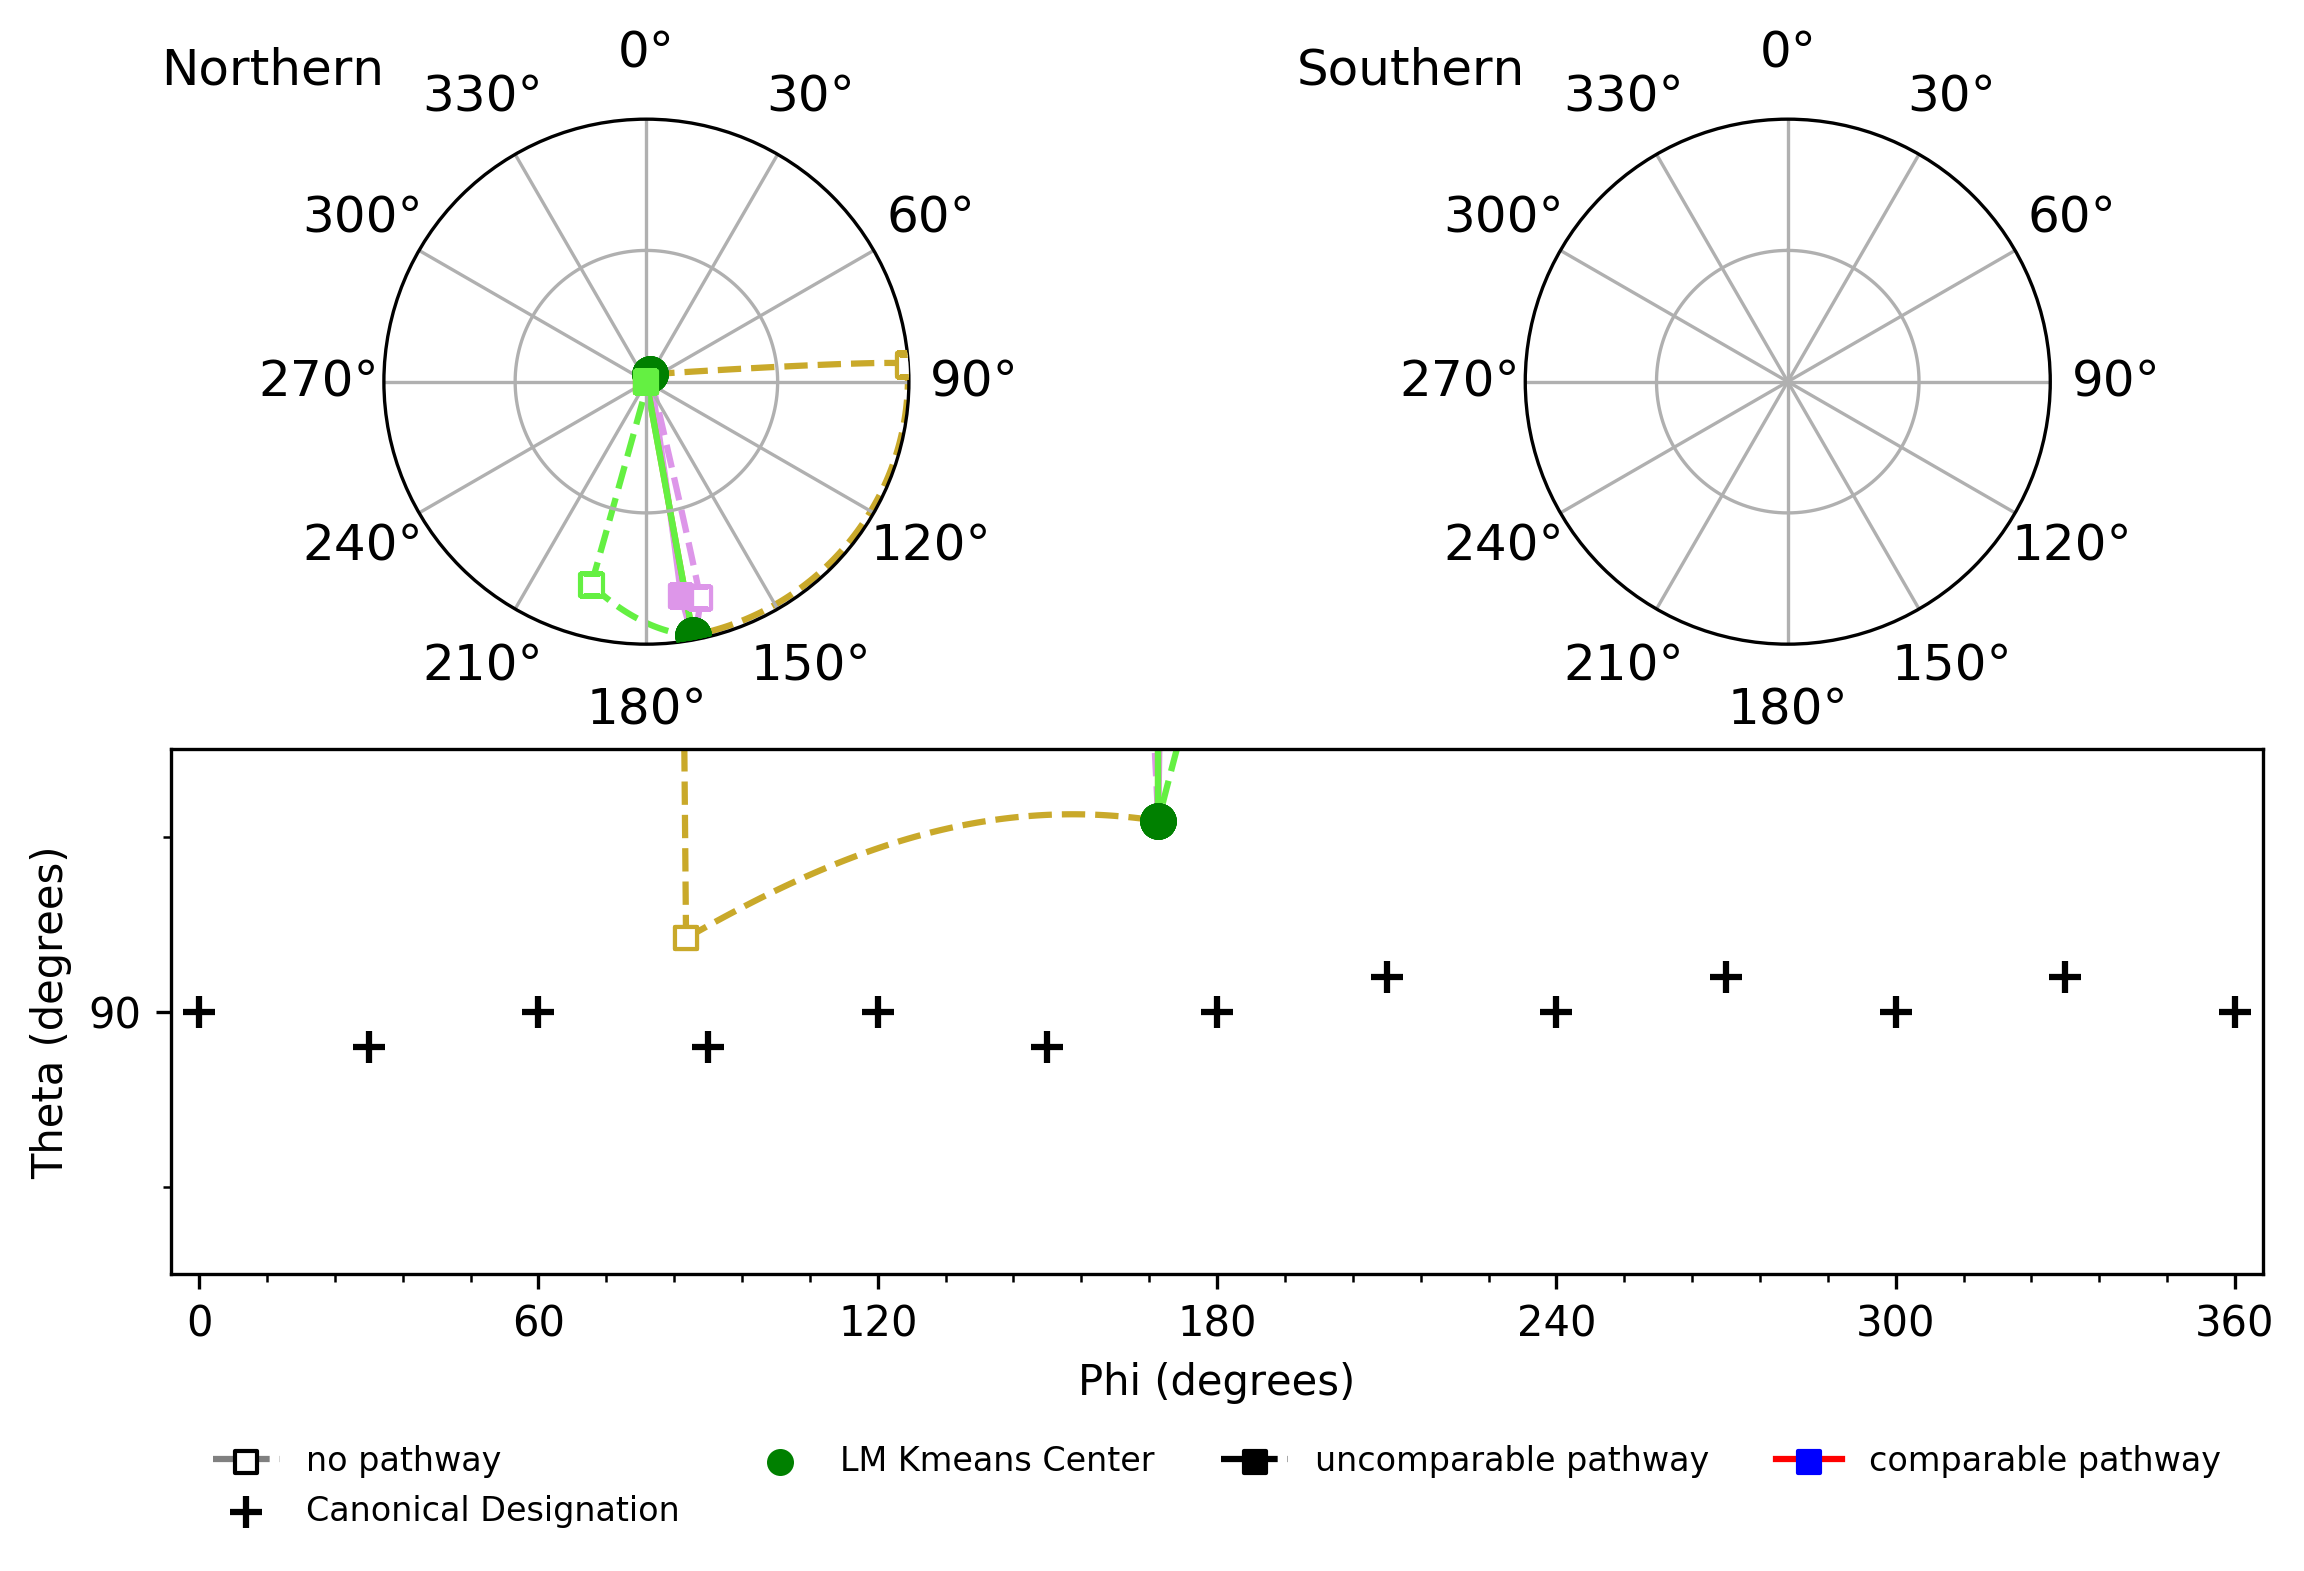 Northern
0°
330°
30°
300°
60°
270°
90°
240°
120°
210°
150°
180°
Southern
0°
330°
30°
300°
60°
270°
90°
240°
120°
210°
150°
180°
Theta (degrees)
90
0 60 120 180 240 300 360
Phi (degrees)
no pathway
Canonical Designation
LM Kmeans Center
uncomparable pathway
comparable pathway